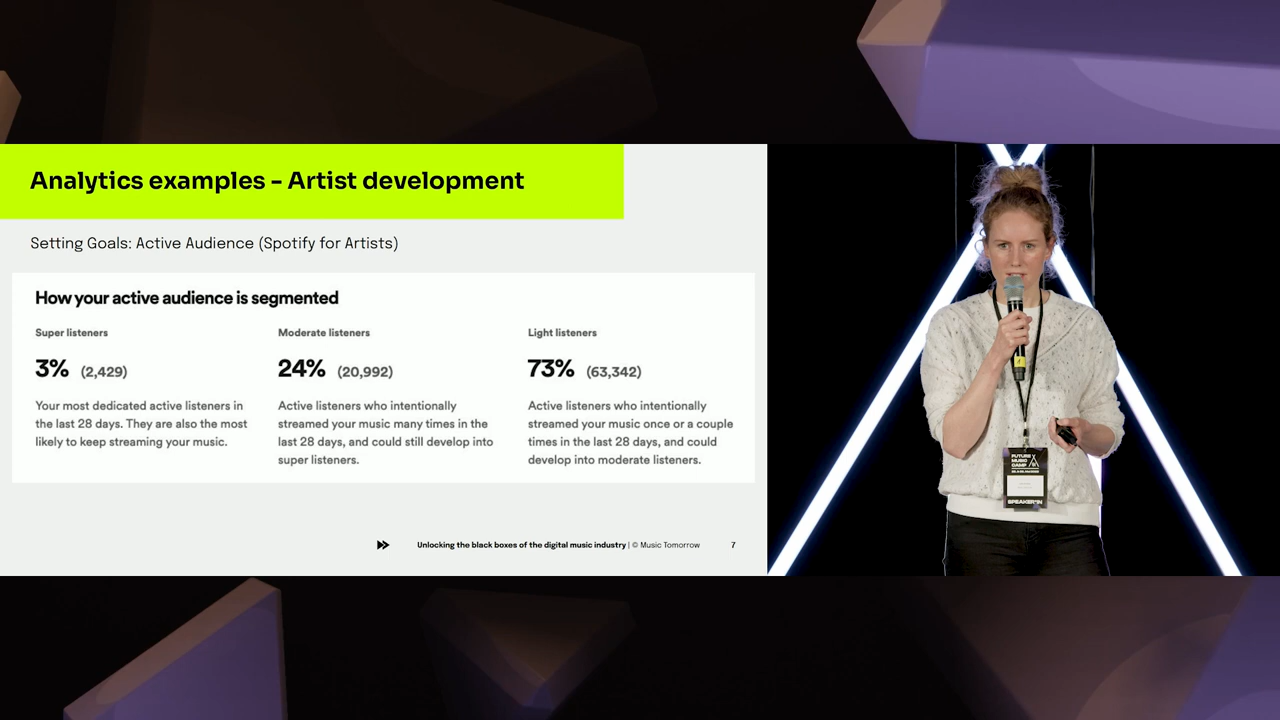 Analytics examples – Artist development
Setting Goals: Active Audience (Spotify for Artists)
How your active audience is segmented
Super listeners
3% (2,429)
Your most dedicated active listeners in
the last 28 days. They are also the most
likely to keep streaming your music.
Moderate listeners
24% (20,992)
Active listeners who intentionally
streamed your music many times in the
last 28 days, and could still develop into
super listeners.
Light listeners
73% (63,342)
Active listeners who intentionally
streamed your music once or a couple
times in the last 28 days, and could
develop into moderate listeners.
Unlocking the black boxes of the digital music industry | © Music Tomorrow 7
FUTURE
MUSIC
CAMP
SPEAKER*IN